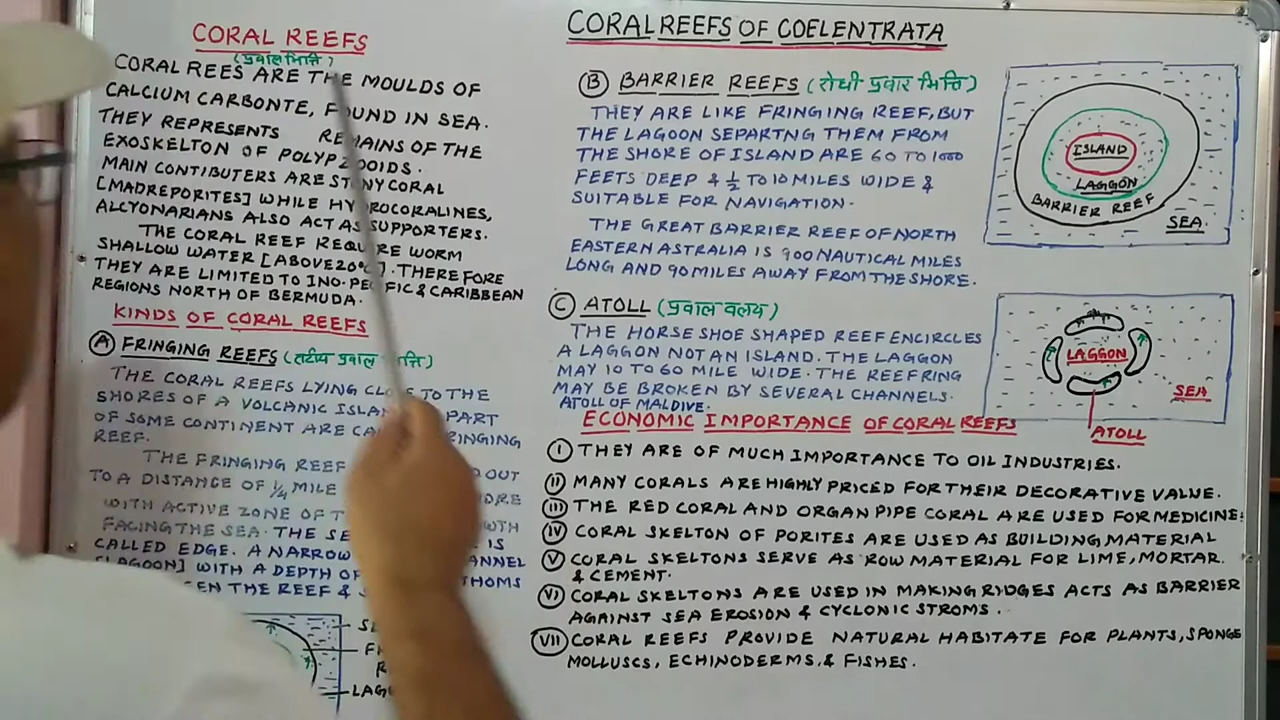 CORAL REEFS
(प्रवाल भित्ति)
CORAL REES ARE THE MOULDS OF
CALCIUM CARBONTE, FOUND IN SEA.
THEY REPRESENTS REMAINS OF THE
EXOSKELTON OF POLYPZOOIDS.
MAIN CONTIBUTERS ARE STONY CORAL
[MADREPORITES] WHILE HYDROCORALINES,
ALCYONARIANS ALSO ACT AS SUPPORTERS.
THE CORAL REEF REQUIRE WORM
SHALLOW WATER [ABOVE 20°C]. THEREFORE
THEY ARE LIMITED TO INO-PECIFIC & CARIBBEAN
REGIONS NORTH OF BERMUDA.
KINDS OF CORAL REEFS
(A) FRINGING REEFS (तटीय प्रवाल भित्ति)
THE CORAL REEFS LYING CLOSE TO THE
SHORES OF A VOLCANIC ISLAND PART
OF SOME CONTINENT ARE FRINGING
REEF.
THE FRINGING REEF OUT
TO A DISTANCE OF 1/4 MILE
WITH ACTIVE ZONE OF
FACING THE SEA. THE IS
CALLED EDGE. A NARROW
[LAGOON] WITH A DEPTH OF
THE REEF &
CORAL REEFS OF COELENTRATA
(B) BARRIER REEFS (रोधी प्रवार भित्ति)
THEY ARE LIKE FRINGING REEF, BUT
THE LAGOON SEPARTNG THEM FROM
THE SHORE OF ISLAND ARE 60 TO 1000
FEETS DEEP & 1/2 TO 10 MILES WIDE &
SUITABLE FOR NAVIGATION.
THE GREAT BARRIER REEF OF NORTH
EASTERN ASTRALIA IS 900 NAUTICAL MILES
LONG AND 90 MILES AWAY FROM THE SHORE.
ISLAND
LAGGON
BARRIER REEF
SEA
(C) ATOLL (प्रवाल वलय)
THE HORSE SHOE SHAPED REEF ENCIRCLES
A LAGGON NOT AN ISLAND. THE LAGGON
MAY 10 TO 60 MILE WIDE. THE REEF RING
MAY BE BROKEN BY SEVERAL CHANNELS.
ATOLL OF MALDIVE.
LAGGON
SEA
ATOLL
ECONOMIC IMPORTANCE OF CORAL REEFS
(I) THEY ARE OF MUCH IMPORTANCE TO OIL INDUSTRIES.
(II) MANY CORALS ARE HIGHLY PRICED FOR THEIR DECORATIVE VALUE.
(III) THE RED CORAL AND ORGAN PIPE CORAL ARE USED FOR MEDICINE.
(IV) CORAL SKELTON OF PORITES ARE USED AS BUILDING MATERIAL
(V) CORAL SKELTONS SERVE AS ROW MATERIAL FOR LIME, MORTAR
& CEMENT.
(VI) CORAL SKELTONS ARE USED IN MAKING RIDGES ACTS AS BARRIER
AGAINST SEA EROSION & CYCLONIC STROMS.
(VII) CORAL REEFS PROVIDE NATURAL HABITATE FOR PLANTS, SPONGE
MOLLUSCS, ECHINODERMS, & FISHES.